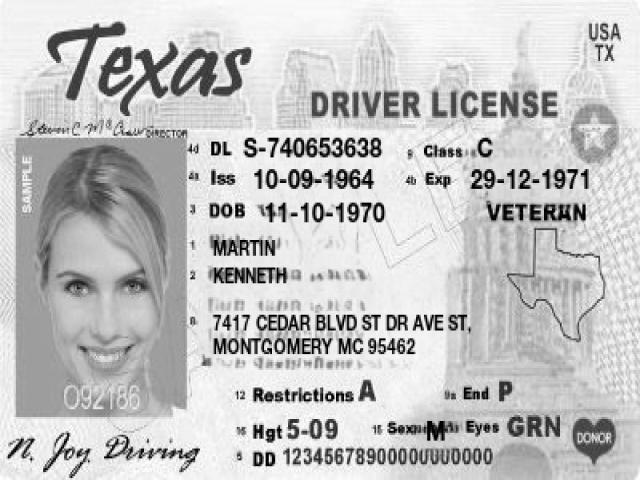 Texas
USA
TX
DRIVER LICENSE
Steven C. McCraw DIRECTOR
SAMPLE
4d DL S-740653638 9 Class C
4a Iss 10-09-1964 4b Exp 29-12-1971
3 DOB 11-10-1970 VETERAN
1 MARTIN
2 KENNETH
8 7417 CEDAR BLVD ST DR AVE ST,
MONTGOMERY MC 95462
O92186
12 Restrictions A 9a End P
16 Hgt 5-09 15 Sex M Eyes GRN
5 DD 12345678900000000000
DONOR
N. Joy Driving